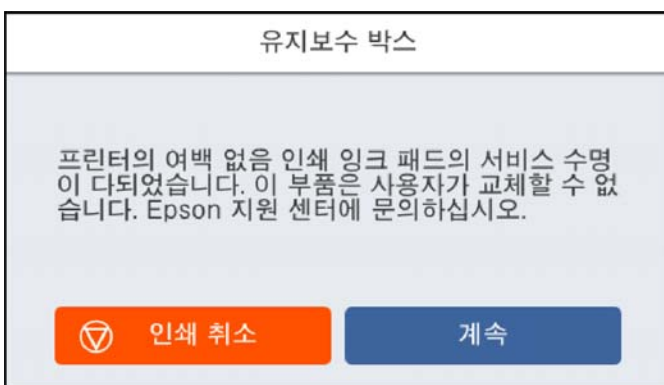 유지보수 박스
프린터의 여백 없음 인쇄 잉크 패드의 서비스 수명
이 다되었습니다. 이 부품은 사용자가 교체할 수 없
습니다. Epson 지원 센터에 문의하십시오.
인쇄 취소
계속